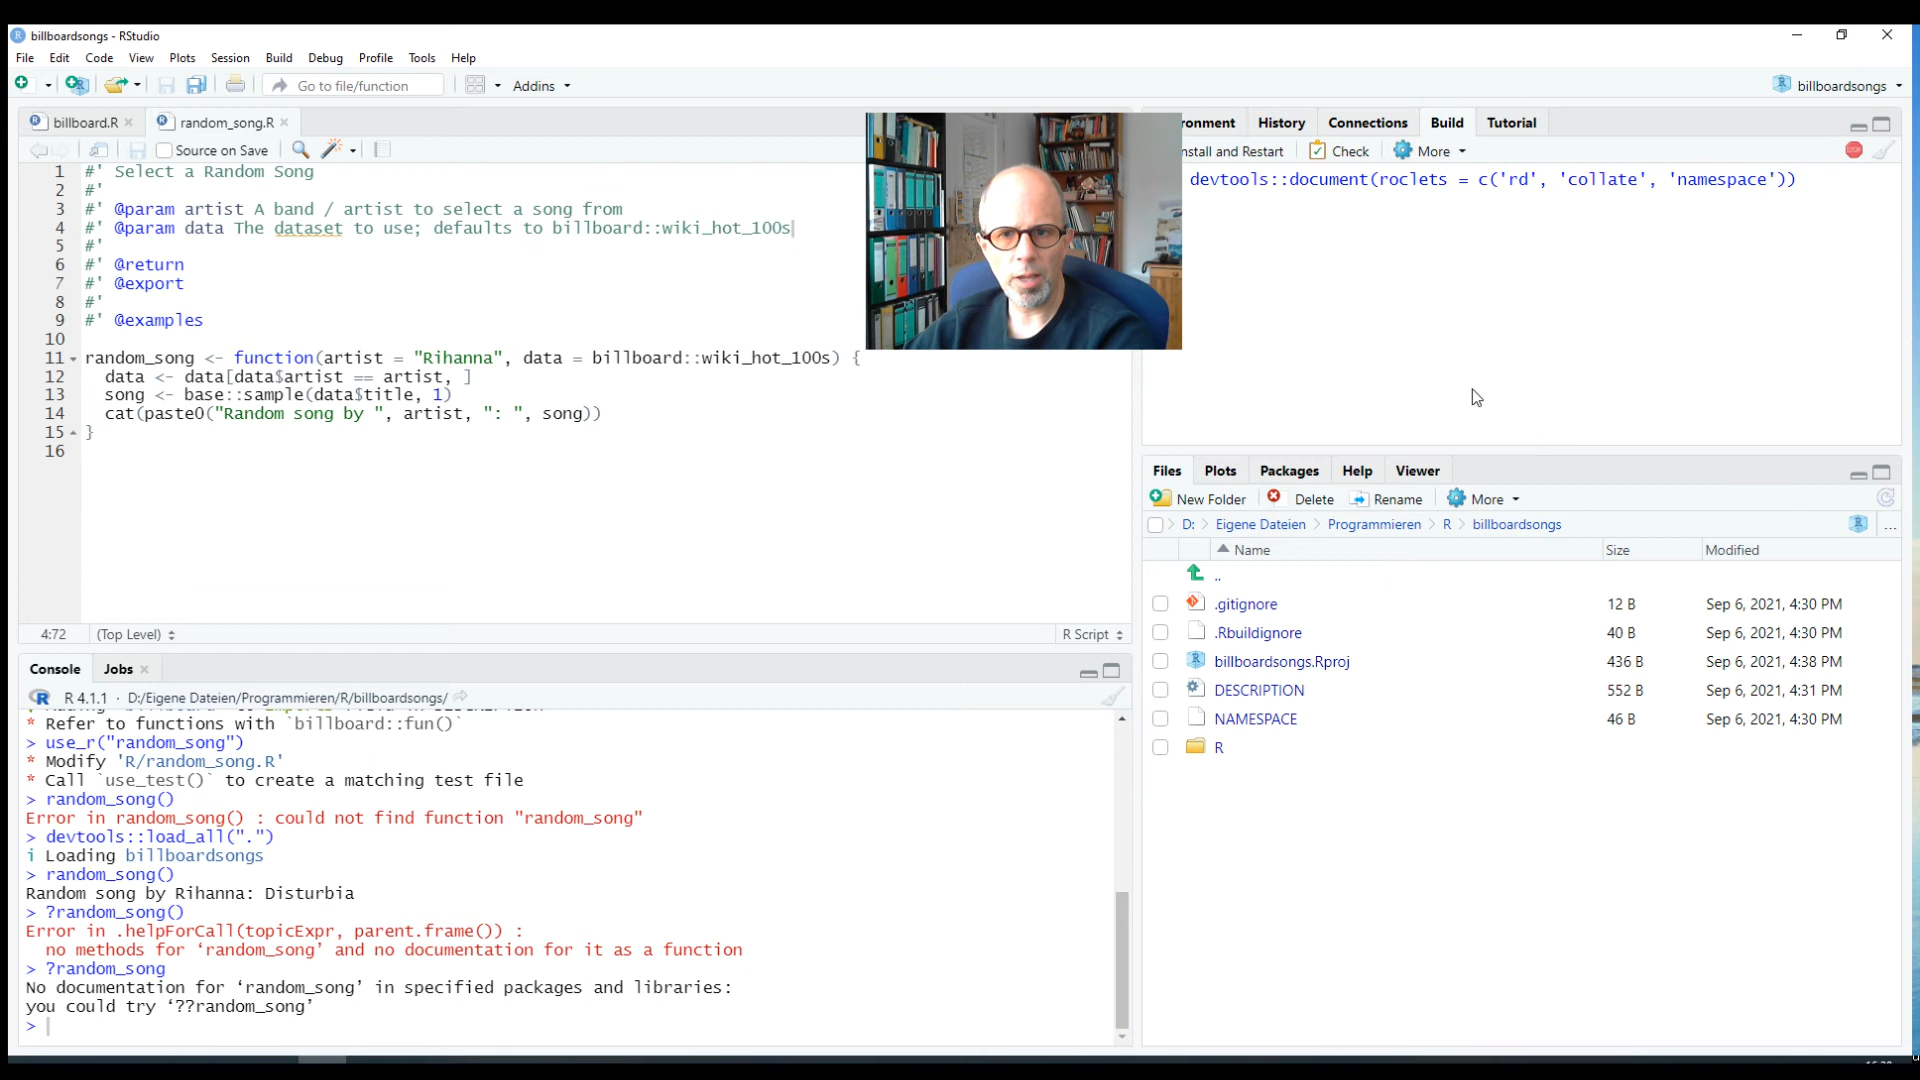 billboardsongs - RStudio
File Edit Code View Plots Session Build Debug Profile Tools Help
Go to file/function Addins billboardsongs
billboard.R random_song.R
Source on Save
1 #' Select a Random Song
2 #'
3 #' @param artist A band / artist to select a song from
4 #' @param data The dataset to use; defaults to billboard::wiki_hot_100s
5 #'
6 #' @return
7 #' @export
8 #'
9 #' @examples
10
11 random_song <- function(artist = "Rihanna", data = billboard::wiki_hot_100s) {
12 data <- data[data$artist == artist, ]
13 song <- base::sample(data$title, 1)
14 cat(paste0("Random song by ", artist, ": ", song))
15 }
16
4:72 (Top Level) R Script
Console Jobs
R 4.1.1 · D:/Eigene Dateien/Programmieren/R/billboardsongs/
* Refer to functions with `billboard::fun()`
> use_r("random_song")
* Modify 'R/random_song.R'
* Call `use_test()` to create a matching test file
> random_song()
Error in random_song() : could not find function "random_song"
> devtools::load_all(".")
i Loading billboardsongs
> random_song()
Random song by Rihanna: Disturbia
> ?random_song()
Error in .helpForCall(topicExpr, parent.frame()) :
no methods for ‘random_song’ and no documentation for it as a function
> ?random_song
No documentation for ‘random_song’ in specified packages and libraries:
you could try ‘??random_song’
>
ronment History Connections Build Tutorial
nstall and Restart Check More
devtools::document(roclets = c('rd', 'collate', 'namespace'))
Files Plots Packages Help Viewer
New Folder Delete Rename More
D: Eigene Dateien Programmieren R billboardsongs ...
Name Size Modified
..
.gitignore 12 B Sep 6, 2021, 4:30 PM
.Rbuildignore 40 B Sep 6, 2021, 4:30 PM
billboardsongs.Rproj 436 B Sep 6, 2021, 4:38 PM
DESCRIPTION 552 B Sep 6, 2021, 4:31 PM
NAMESPACE 46 B Sep 6, 2021, 4:30 PM
R